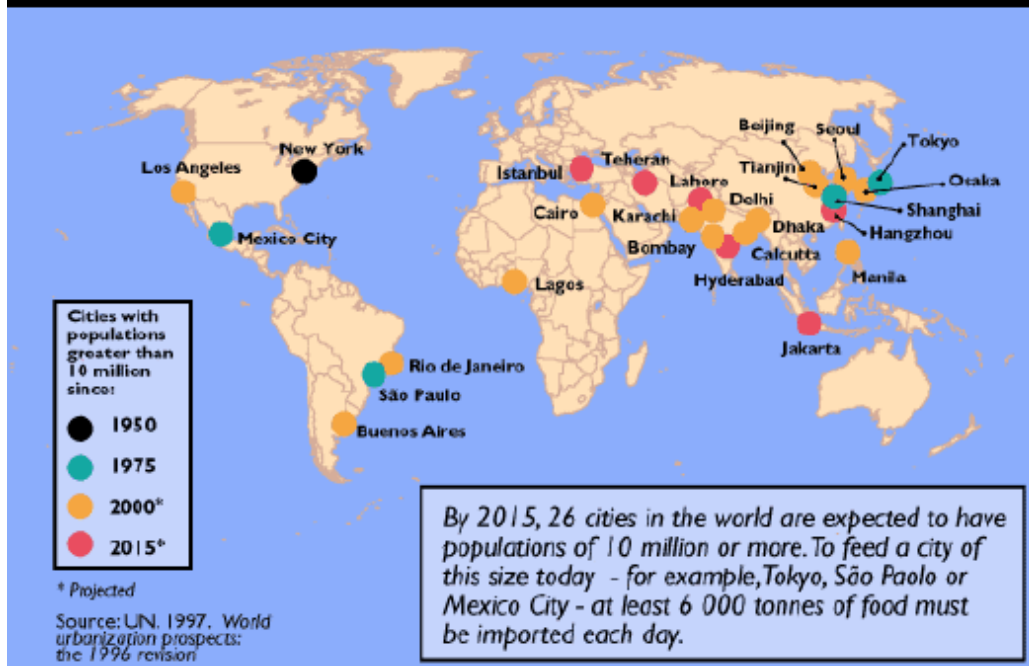 Beijing
Seoul
Tokyo
New York
Los Angeles
Teheran
Tianjin
Istanbul
Lahore
Osaka
Delhi
Cairo
Karachi
Shanghai
Mexico City
Dhaka
Hangzhou
Bombay
Calcutta
Lagos
Hyderabad
Manila
Jakarta
Rio de Janeiro
São Paulo
Buenos Aires
Cities with
populations
greater than
10 million
since:
1950
1975
2000*
2015*
* Projected
Source: UN. 1997. World
urbanization prospects:
the 1996 revision
By 2015, 26 cities in the world are expected to have
populations of 10 million or more. To feed a city of
this size today - for example, Tokyo, São Paolo or
Mexico City - at least 6 000 tonnes of food must
be imported each day.